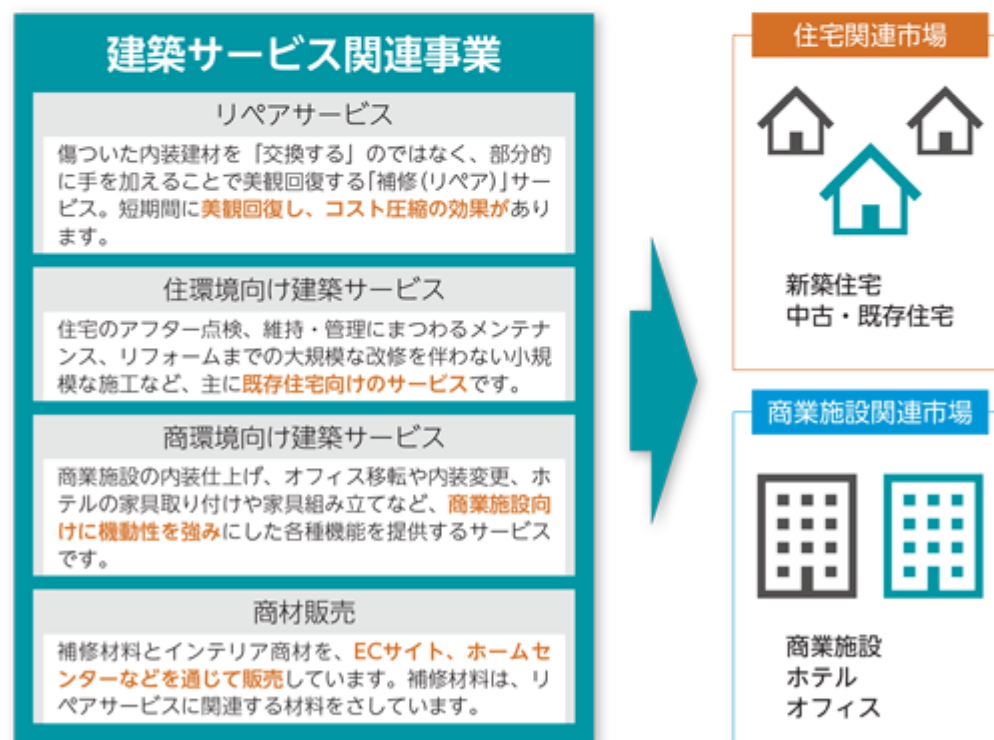 建築サービス関連事業
リペアサービス
傷ついた内装建材を「交換する」のではなく、部分的
に手を加えることで美観回復する「補修(リペア)」サー
ビス。短期間に美観回復し、コスト圧縮の効果があり
ます。
住環境向け建築サービス
住宅のアフター点検、維持・管理にまつわるメンテナ
ンス、リフォームまでの大規模な改修を伴わない小規
模な施工など、主に既存住宅向けのサービスです。
商環境向け建築サービス
商業施設の内装仕上げ、オフィス移転や内装変更、ホ
テルの家具取り付けや家具組み立てなど、商業施設向
けに機動性を強みにした各種機能を提供するサービス
です。
商材販売
補修材料とインテリア商材を、ECサイト、ホームセ
ンターなどを通じて販売しています。補修材料は、リ
ペアサービスに関連する材料をさしています。
住宅関連市場
新築住宅
中古・既存住宅
商業施設関連市場
商業施設
ホテル
オフィス